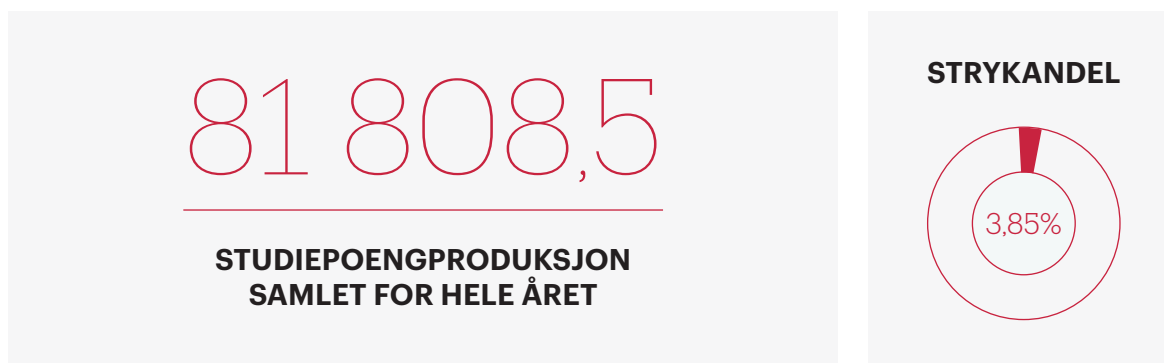 81 808,5
STUDIEPOENGPRODUKSJON
SAMLET FOR HELE ÅRET
STRYKANDEL
3,85%